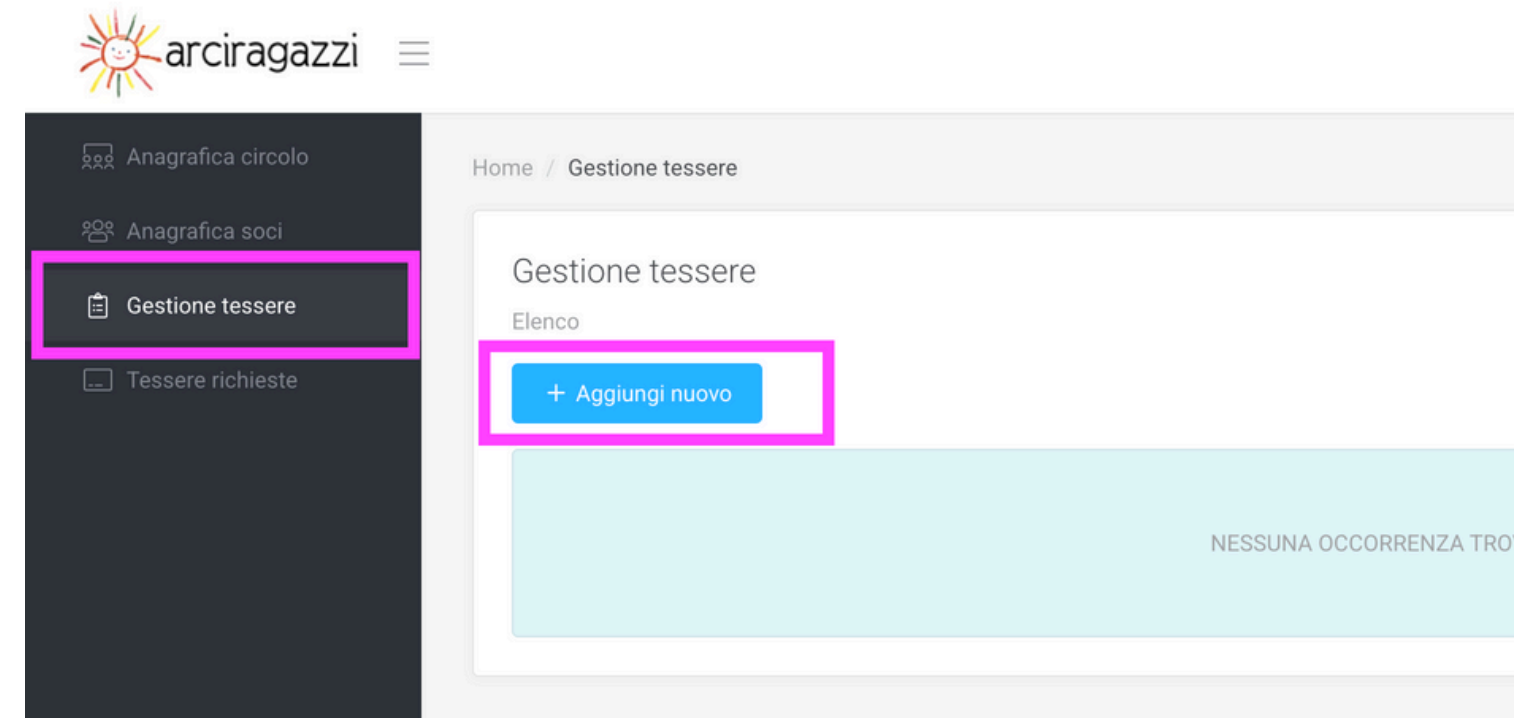 arciragazzi
Anagrafica circolo
Anagrafica soci
Gestione tessere
Tessere richieste
Home / Gestione tessere
Gestione tessere
Elenco
+ Aggiungi nuovo
NESSUNA OCCORRENZA